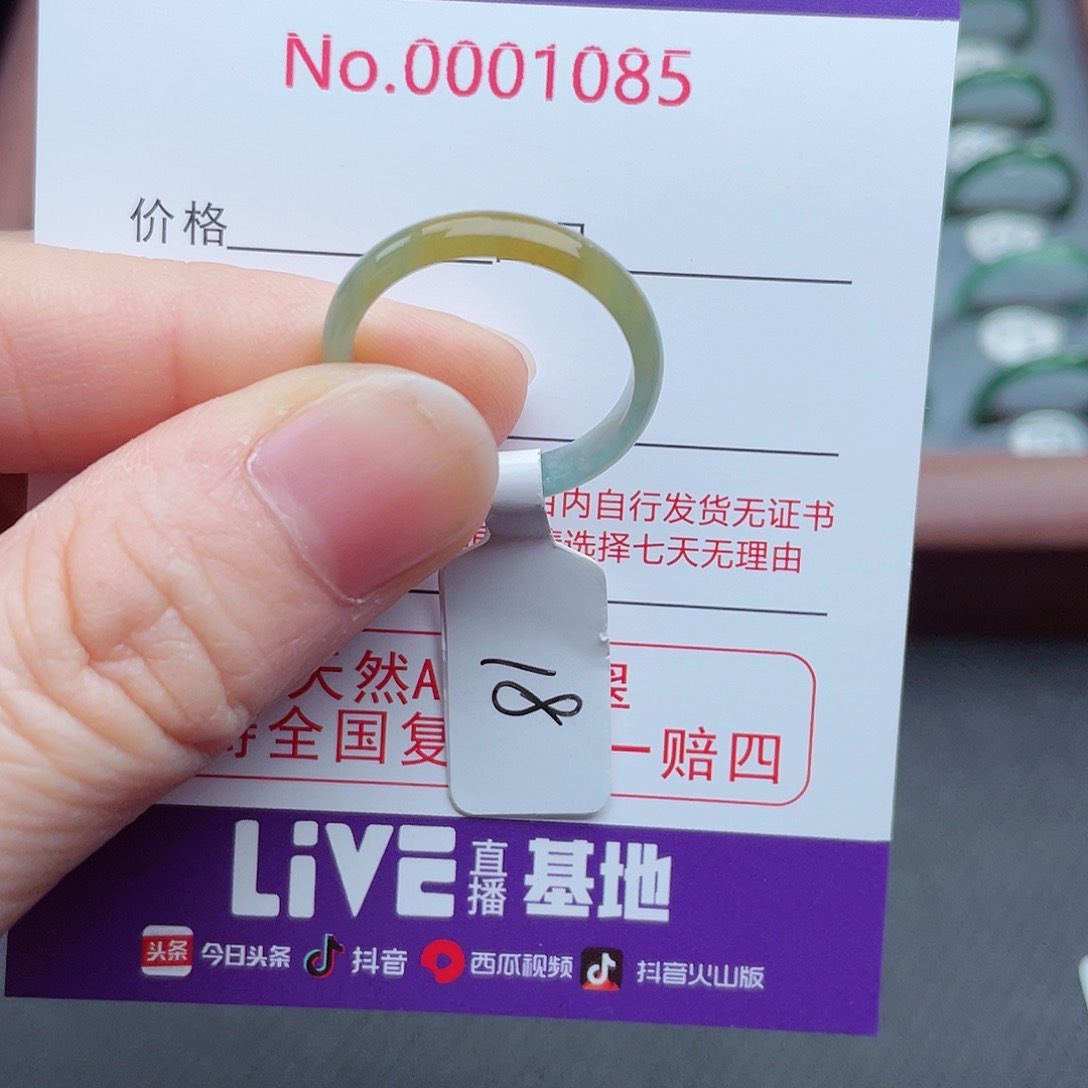 No.0001085
价格
内自行发货无证书
选择七天无理由
天然A
全国复 一赔四
18
LiVE直播基地
头条 今日头条 抖音 西瓜视频 抖音火山版